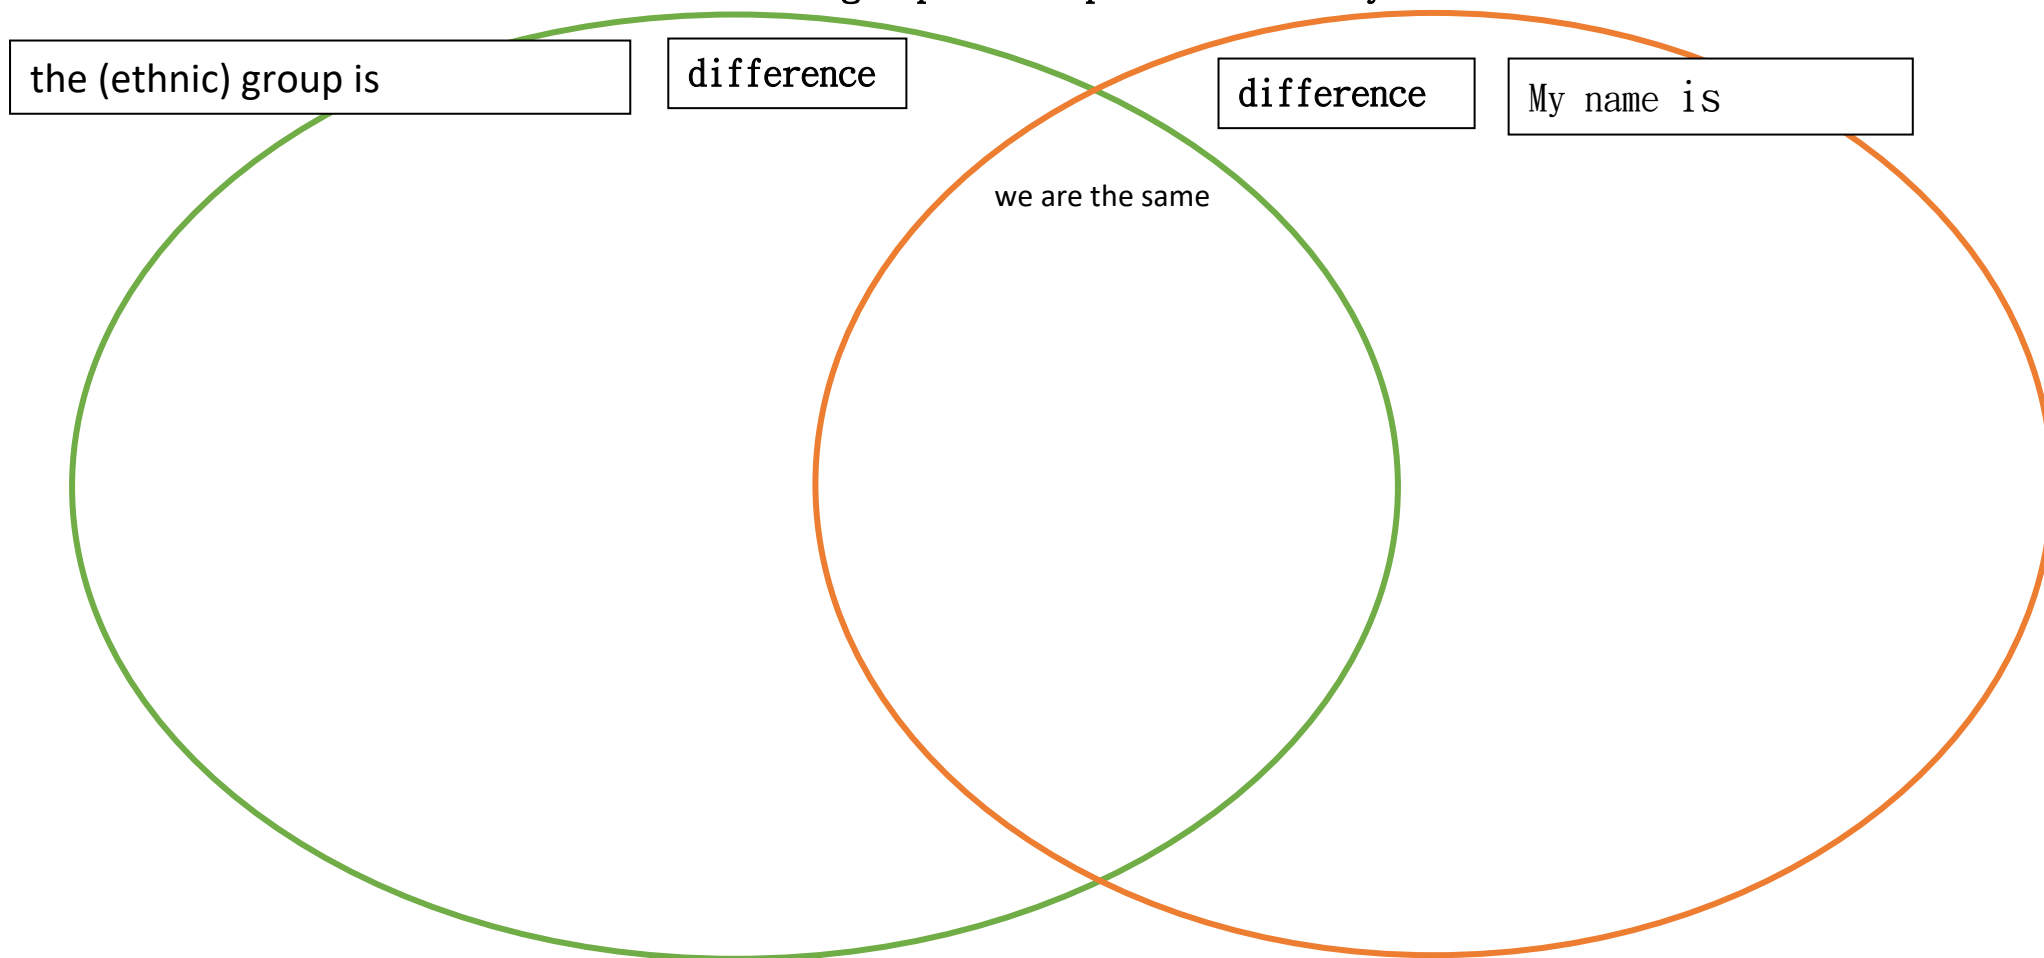 the (ethnic) group is
difference
difference
My name is
we are the same